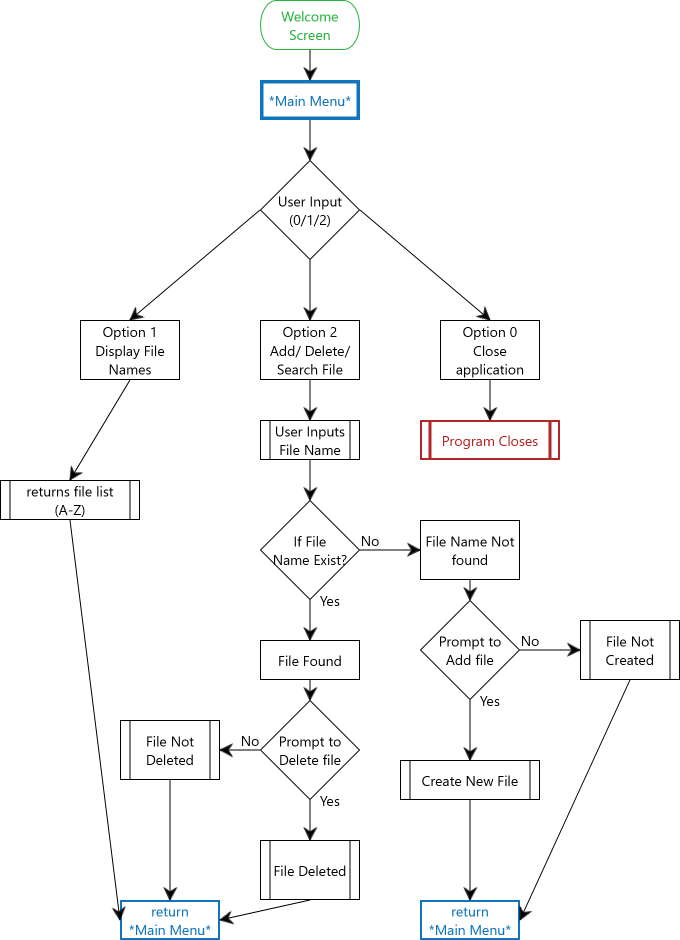 Welcome
Screen
*Main Menu*
User Input
(0/1/2)
Option 1
Display File
Names
Option 2
Add/ Delete/
Search File
Option 0
Close
application
User Inputs
File Name
Program Closes
returns file list
(A-Z)
If File
Name Exist?
No
File Name Not
found
Yes
Prompt to
Add file
No
File Not
Created
File Found
Yes
File Not
Deleted
No
Prompt to
Delete file
Create New File
Yes
File Deleted
return
*Main Menu*
return
*Main Menu*